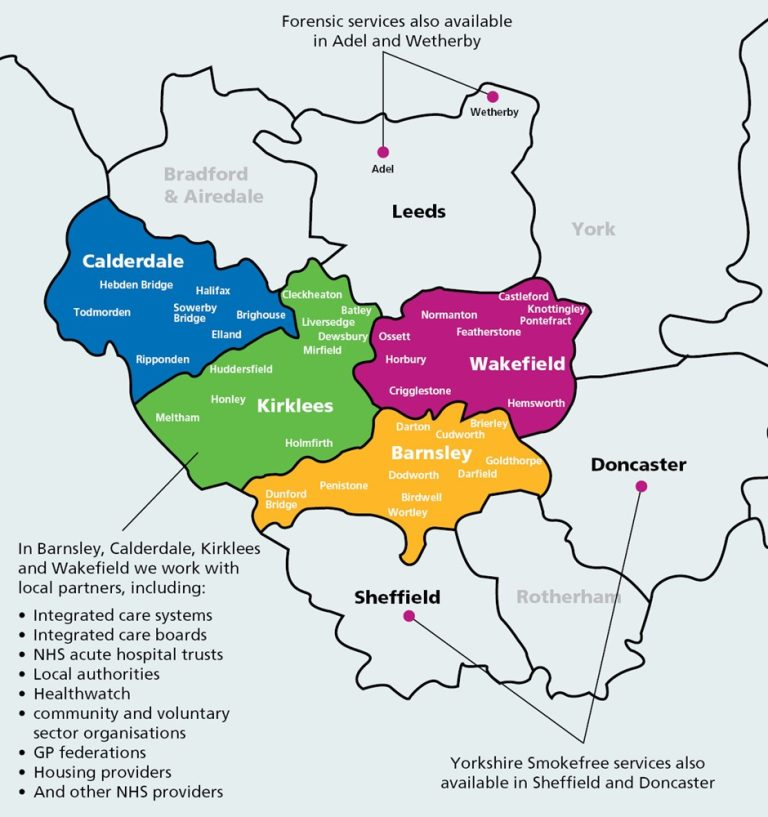 Forensic services also available
in Adel and Wetherby
Wetherby
Adel
Bradford
& Airedale
Leeds
York
Calderdale
Hebden Bridge
Halifax
Todmorden
Sowerby
Bridge
Brighouse
Elland
Ripponden
Cleckheaton
Batley
Liversedge
Dewsbury
Mirfield
Huddersfield
Honley
Kirklees
Meltham
Holmfirth
Castleford
Normanton
Knottingley
Pontefract
Featherstone
Ossett
Horbury
Wakefield
Crigglestone
Hemsworth
Darton
Brierley
Cudworth
Barnsley
Goldthorpe
Dodworth
Darfield
Penistone
Birdwell
Dunford
Bridge
Wortley
Doncaster
Sheffield
Rotherham
In Barnsley, Calderdale, Kirklees
and Wakefield we work with
local partners, including:
• Integrated care systems
• Integrated care boards
• NHS acute hospital trusts
• Local authorities
• Healthwatch
• community and voluntary
sector organisations
• GP federations
• Housing providers
• And other NHS providers
Yorkshire Smokefree services also
available in Sheffield and Doncaster